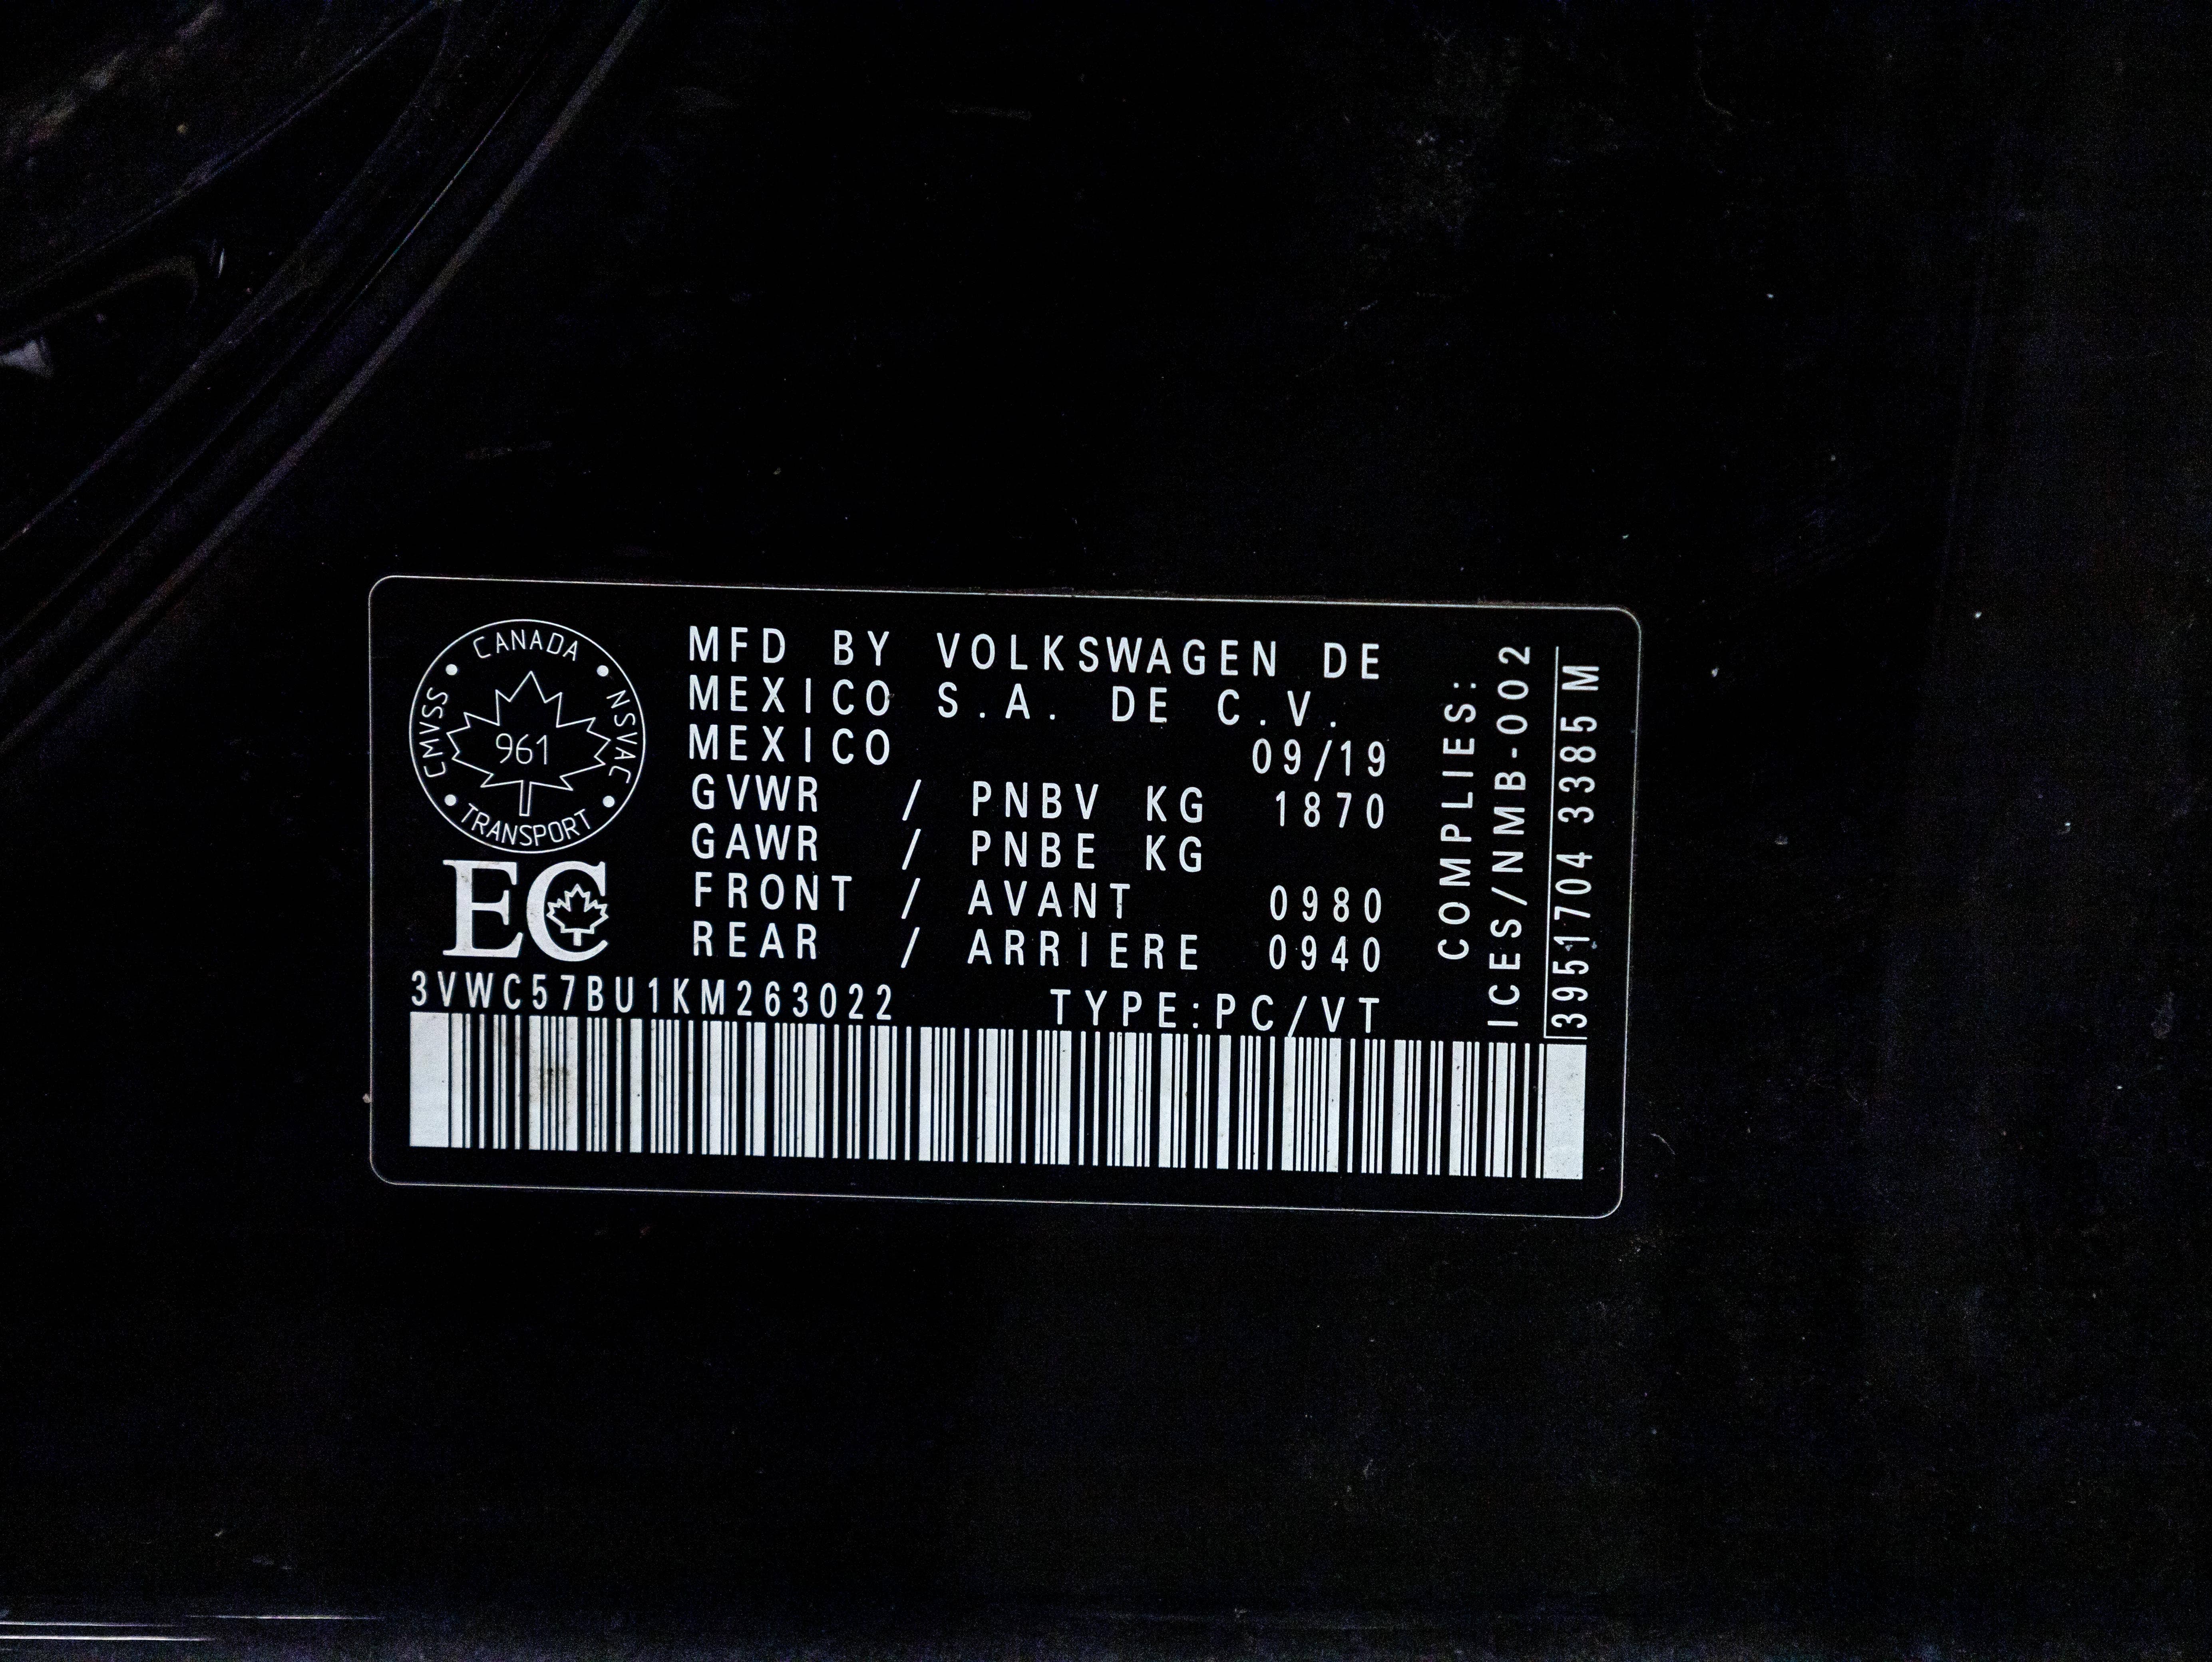 CANADA
CMVSS
NSVAC
961
TRANSPORT
EC
MFD BY VOLKSWAGEN DE
MEXICO S.A. DE C.V.
MEXICO 09/19
GVWR / PNBV KG 1870
GAWR / PNBE KG
FRONT / AVANT 0980
REAR / ARRIERE 0940
3VWC57BU1KM263022 TYPE:PC/VT
COMPLIES:
ICES/NMB-002
3951704 3385 M